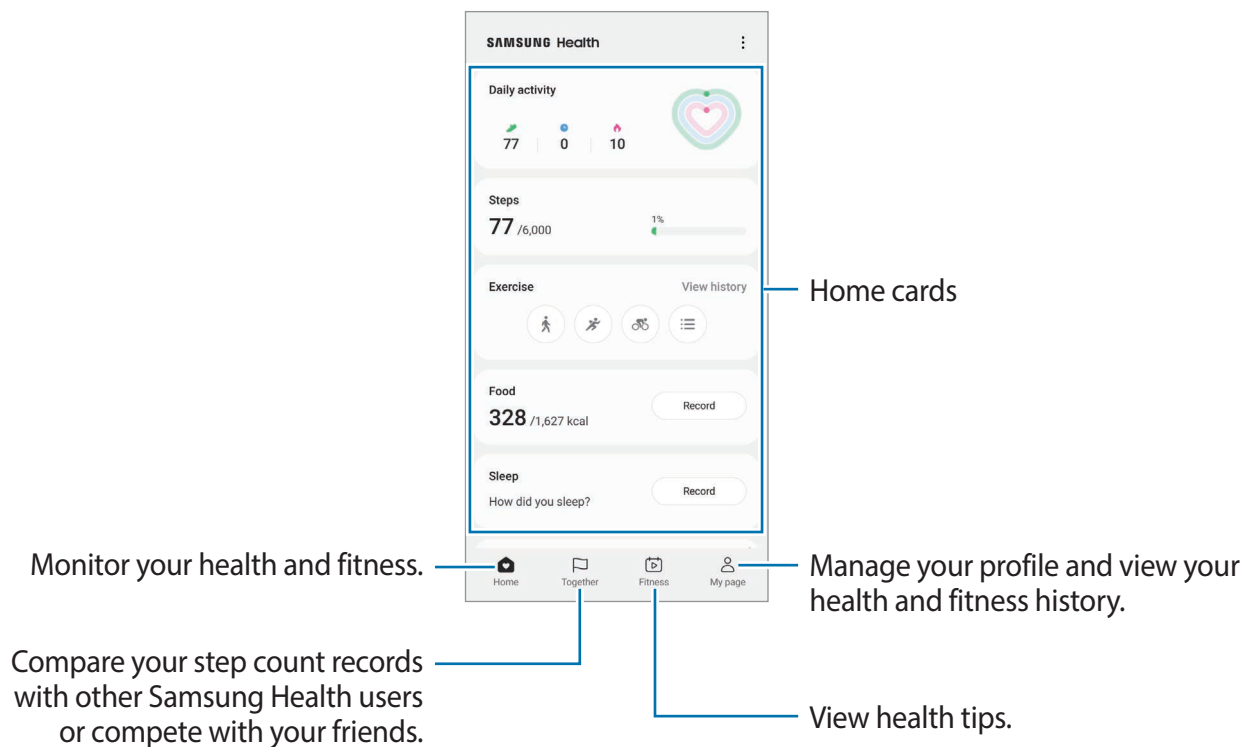 SAMSUNG Health
Daily activity
77
0
10
Steps
77 /6,000
1%
Exercise
View history
Home cards
Food
328 /1,627 kcal
Record
Sleep
How did you sleep?
Record
Monitor your health and fitness.
Home
Together
Fitness
My page
Manage your profile and view your
health and fitness history.
Compare your step count records
with other Samsung Health users
or compete with your friends.
View health tips.